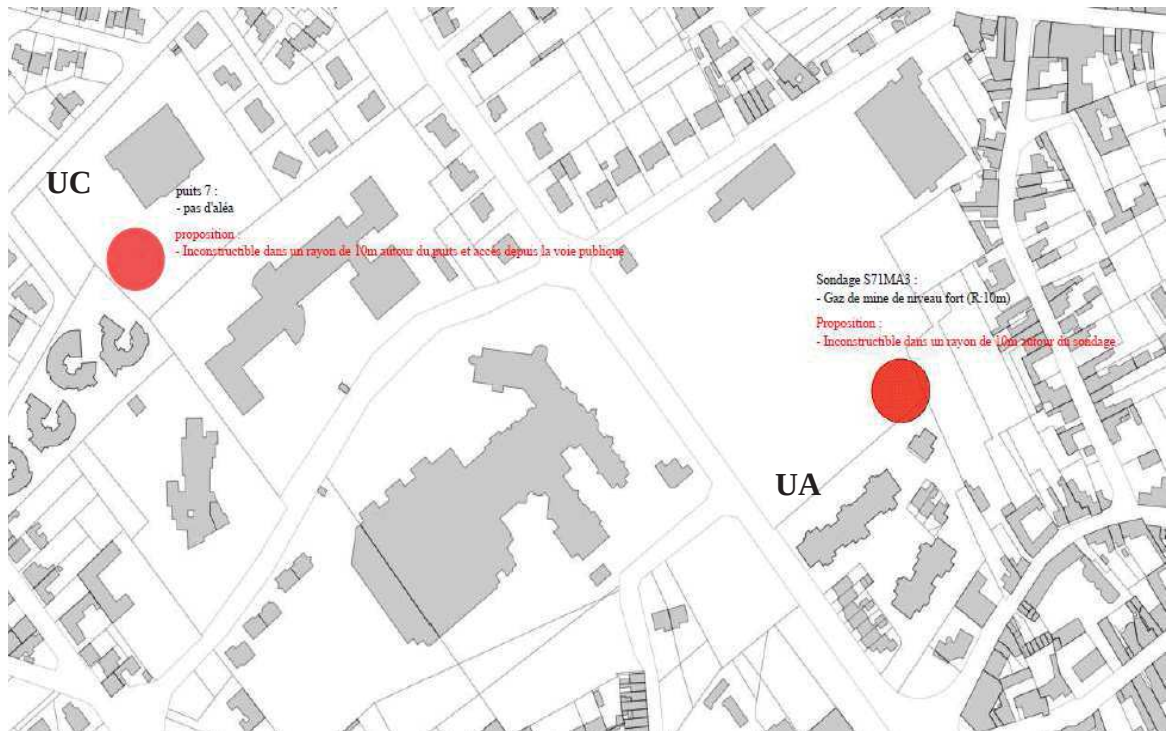 UC
puits 7 :
- pas d'aléa
proposition :
- Inconstructible dans un rayon de 10m autour du puits et accés depuis la voie publique
Sondage S71MA3 :
- Gaz de mine de niveau fort (R:10m)
Proposition :
- Inconstructible dans un rayon de 10m autour du sondage
UA